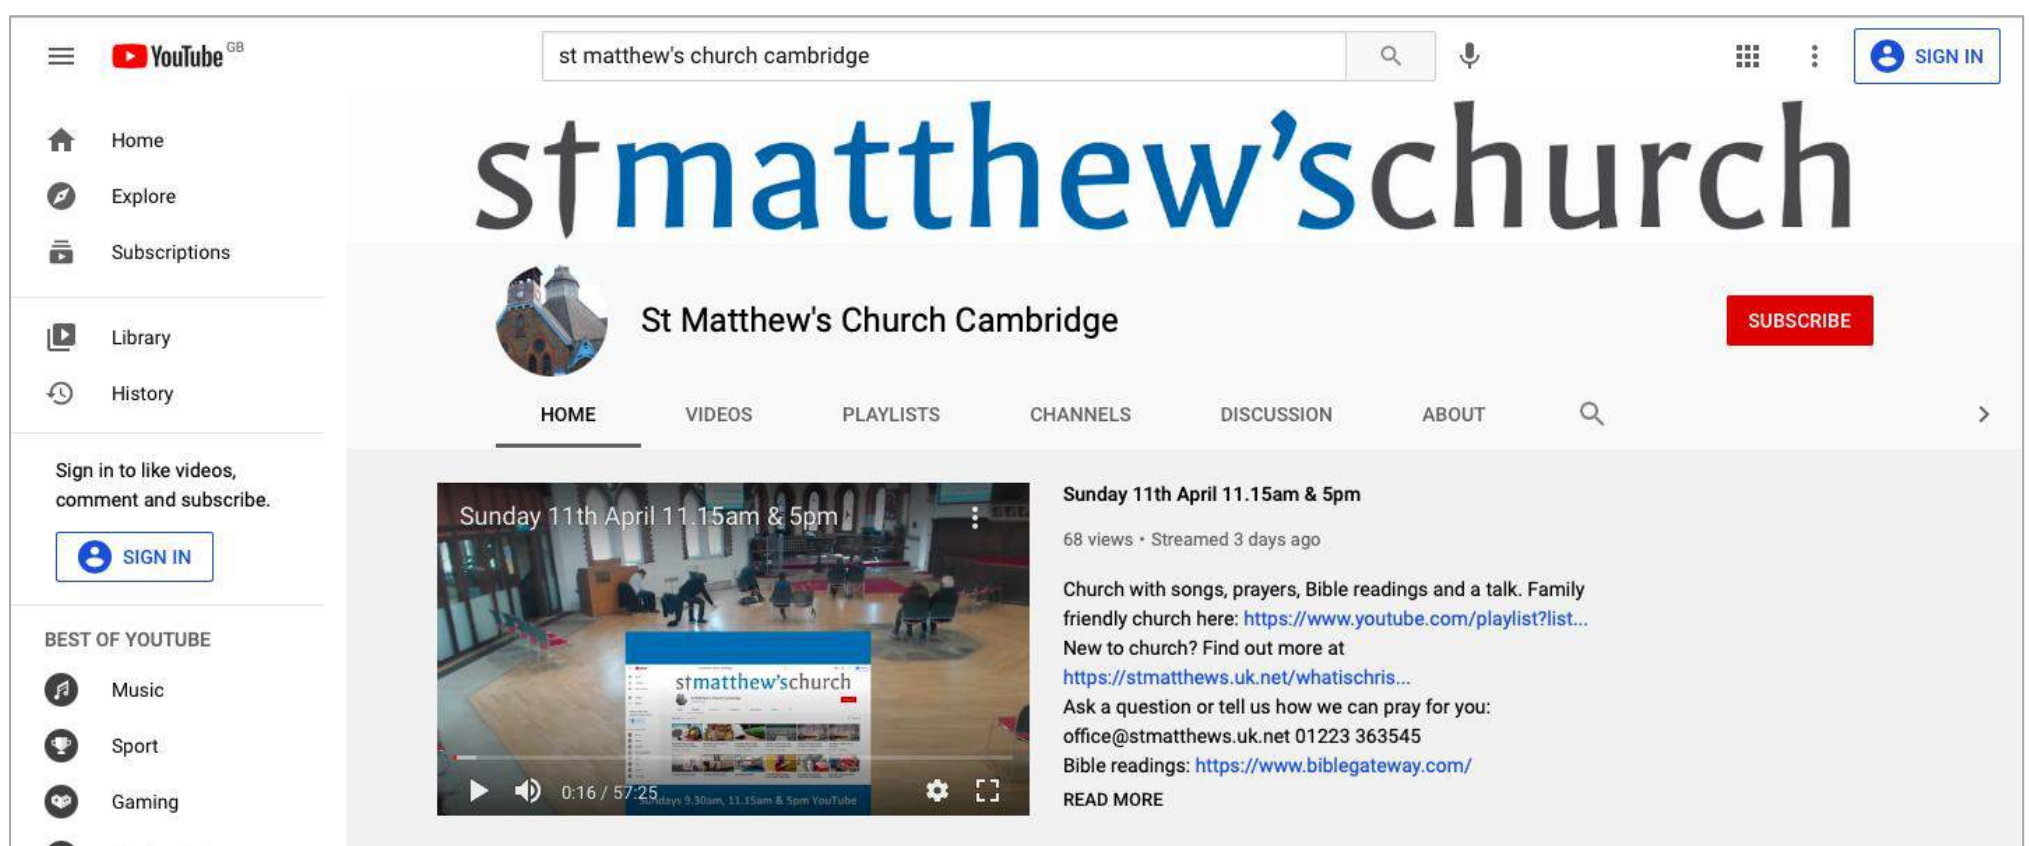 YouTube GB
st matthew's church cambridge
SIGN IN
Home
Explore
Subscriptions
Library
History
Sign in to like videos,
comment and subscribe.
SIGN IN
BEST OF YOUTUBE
Music
Sport
Gaming
stmatthew'schurch
St Matthew's Church Cambridge
SUBSCRIBE
HOME
VIDEOS
PLAYLISTS
CHANNELS
DISCUSSION
ABOUT
Sunday 11th April 11.15am & 5pm
stmatthew'schurch
0:16 / 57:25
Sundays 9.30am, 11.15am & 5pm YouTube
Sunday 11th April 11.15am & 5pm
68 views • Streamed 3 days ago
Church with songs, prayers, Bible readings and a talk. Family
friendly church here: https://www.youtube.com/playlist?list...
New to church? Find out more at
https://stmatthews.uk.net/whatischris...
Ask a question or tell us how we can pray for you:
office@stmatthews.uk.net 01223 363545
Bible readings: https://www.biblegateway.com/
READ MORE